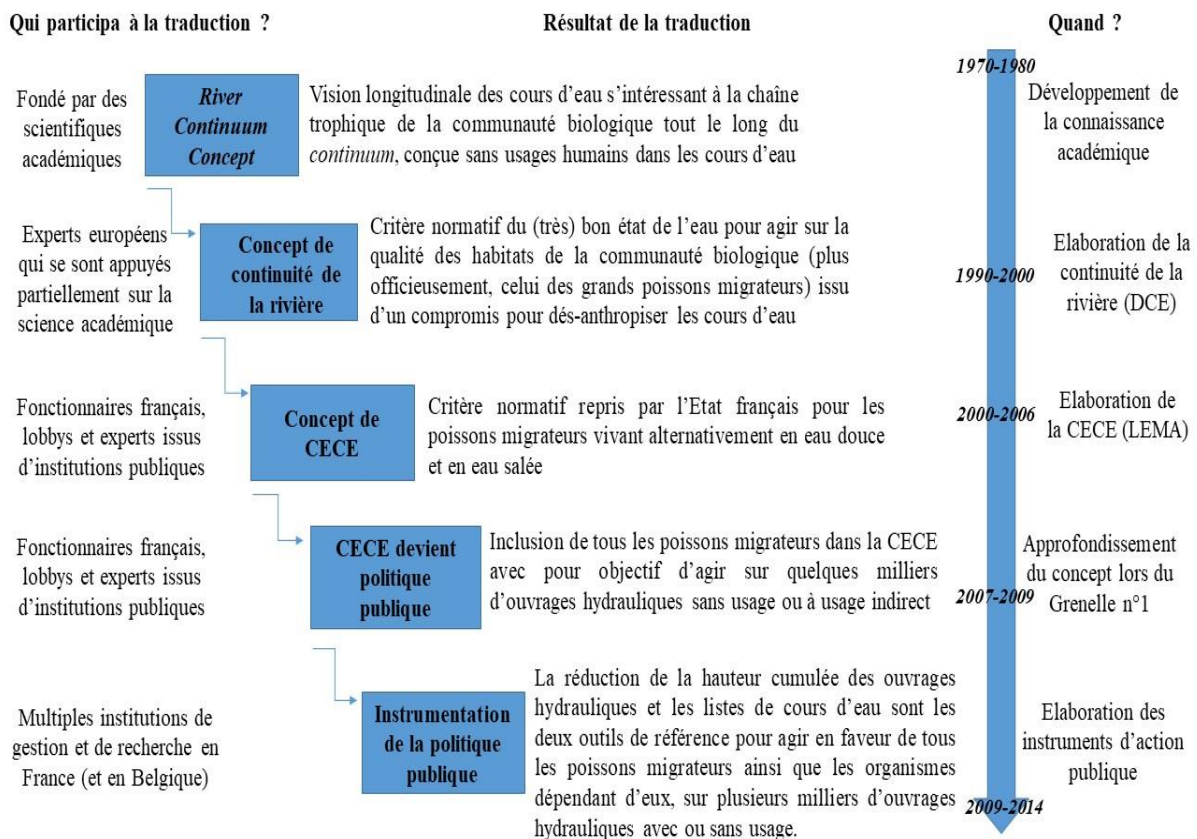 Qui participa à la traduction ?
Résultat de la traduction
Quand ?
1970-1980
Fondé par des
scientifiques
académiques
River
Continuum
Concept
Vision longitudinale des cours d'eau s'intéressant à la chaîne
trophique de la communauté biologique tout le long du
continuum, conçue sans usages humains dans les cours d'eau
Développement de
la connaissance
académique
Experts européens
qui se sont appuyés
partiellement sur la
science académique
Concept de
continuité de
la rivière
Critère normatif du (très) bon état de l'eau pour agir sur la
qualité des habitats de la communauté biologique (plus
officieusement, celui des grands poissons migrateurs) issu
d'un compromis pour dés-anthropiser les cours d'eau
1990-2000
Elaboration de la
continuité de la
rivière (DCE)
Fonctionnaires français,
lobbys et experts issus
d'institutions publiques
Concept de
CECE
Critère normatif repris par l'Etat français pour les
poissons migrateurs vivant alternativement en eau douce
et en eau salée
2000-2006
Elaboration de
la CECE (LEMA)
Fonctionnaires français,
lobbys et experts issus
d'institutions publiques
CECE devient
politique
publique
Inclusion de tous les poissons migrateurs dans la CECE
avec pour objectif d'agir sur quelques milliers
d'ouvrages hydrauliques sans usage ou à usage indirect
2007-2009
Approfondissement
du concept lors du
Grenelle n°1
Multiples institutions de
gestion et de recherche en
France (et en Belgique)
Instrumentation
de la politique
publique
La réduction de la hauteur cumulée des ouvrages
hydrauliques et les listes de cours d'eau sont les
deux outils de référence pour agir en faveur de tous
les poissons migrateurs ainsi que les organismes
dépendant d'eux, sur plusieurs milliers d'ouvrages
hydrauliques avec ou sans usage.
Elaboration des
instruments d'action
publique
2009-2014